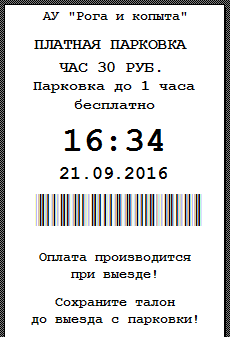 АУ "Рога и копыта"
ПЛАТНАЯ ПАРКОВКА
ЧАС 30 РУБ.
Парковка до 1 часа
бесплатно
16:34
21.09.2016
Оплата производится
при выезде!
Сохраните талон
до выезда с парковки!